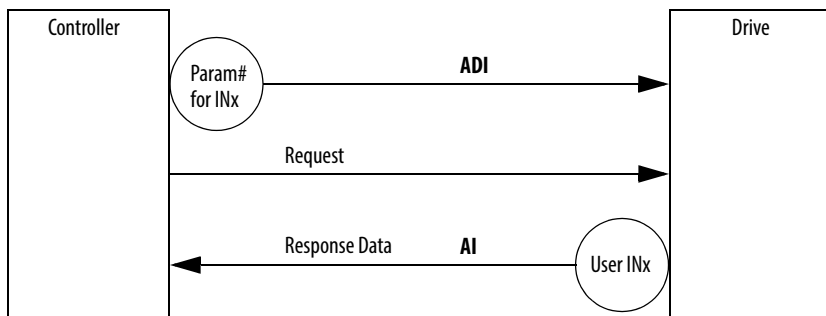 Controller
Drive
Param#
for INx
ADI
Request
Response Data AI
User INx